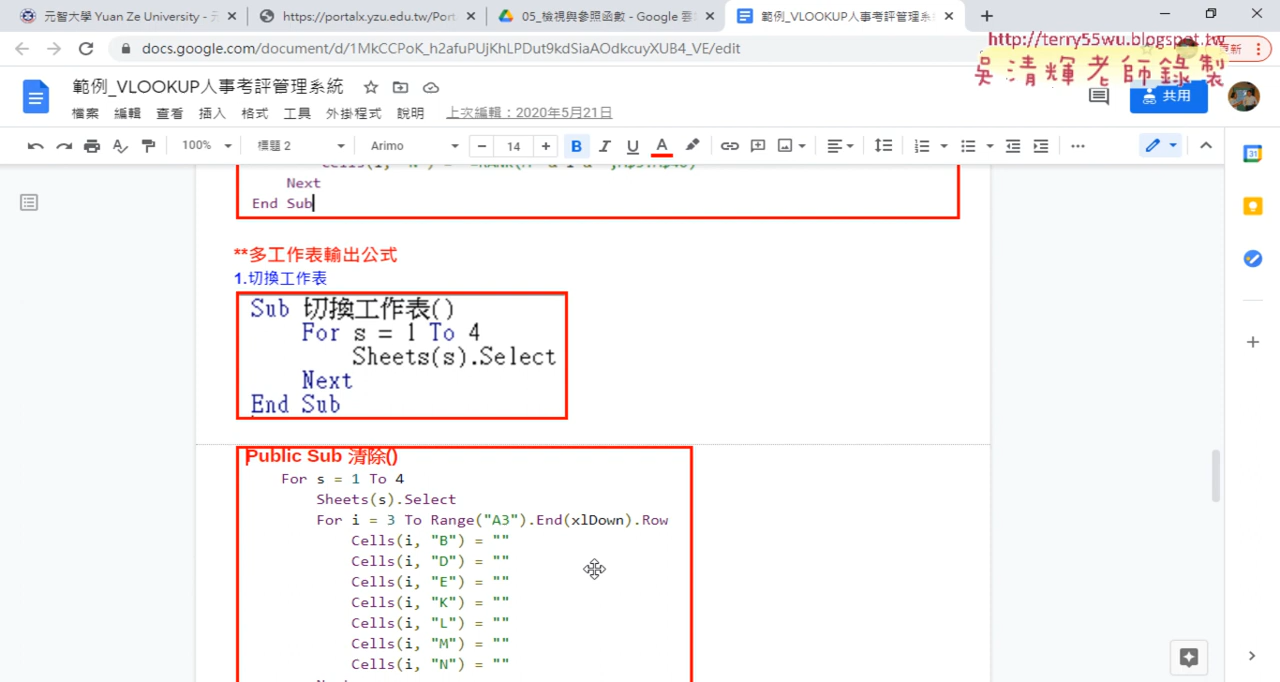 元智大學 Yuan Ze University - 元
https://portalx.yzu.edu.tw/Port
05_檢視與參照函數 - Google 雲
範例_VLOOKUP人事考評管理系統
docs.google.com/document/d/1MkCCPoK_h2afuPUjKhLPDut9kdSiaAOdkcuyXUB4_VE/edit
更新
http://terry55wu.blogspot.tw
吳清輝老師錄製
範例_VLOOKUP人事考評管理系統
共用
檔案 編輯 查看 插入 格式 工具 外掛程式 說明 上次編輯：2020年5月21日
100% 標題 2 Arimo 14 B I U A
31
Next
End Sub
**多工作表輸出公式
1.切換工作表
Sub 切換工作表()
For s = 1 To 4
Sheets(s).Select
Next
End Sub
Public Sub 清除()
For s = 1 To 4
Sheets(s).Select
For i = 3 To Range("A3").End(xlDown).Row
Cells(i, "B") = ""
Cells(i, "D") = ""
Cells(i, "E") = ""
Cells(i, "K") = ""
Cells(i, "L") = ""
Cells(i, "M") = ""
Cells(i, "N") = ""